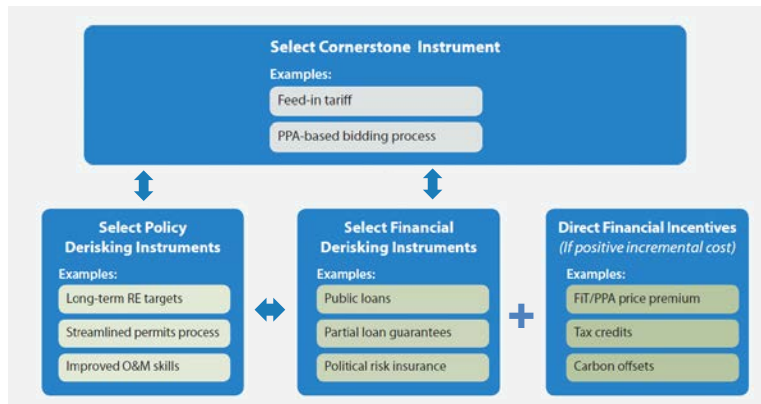 Select Cornerstone Instrument
Examples:
Feed-in tariff
PPA-based bidding process
Select Policy
Derisking Instruments
Examples:
Long-term RE targets
Streamlined permits process
Improved O&M skills
Select Financial
Derisking Instruments
Examples:
Public loans
Partial loan guarantees
Political risk insurance
Direct Financial Incentives
(If positive incremental cost)
Examples:
FiT/PPA price premium
Tax credits
Carbon offsets